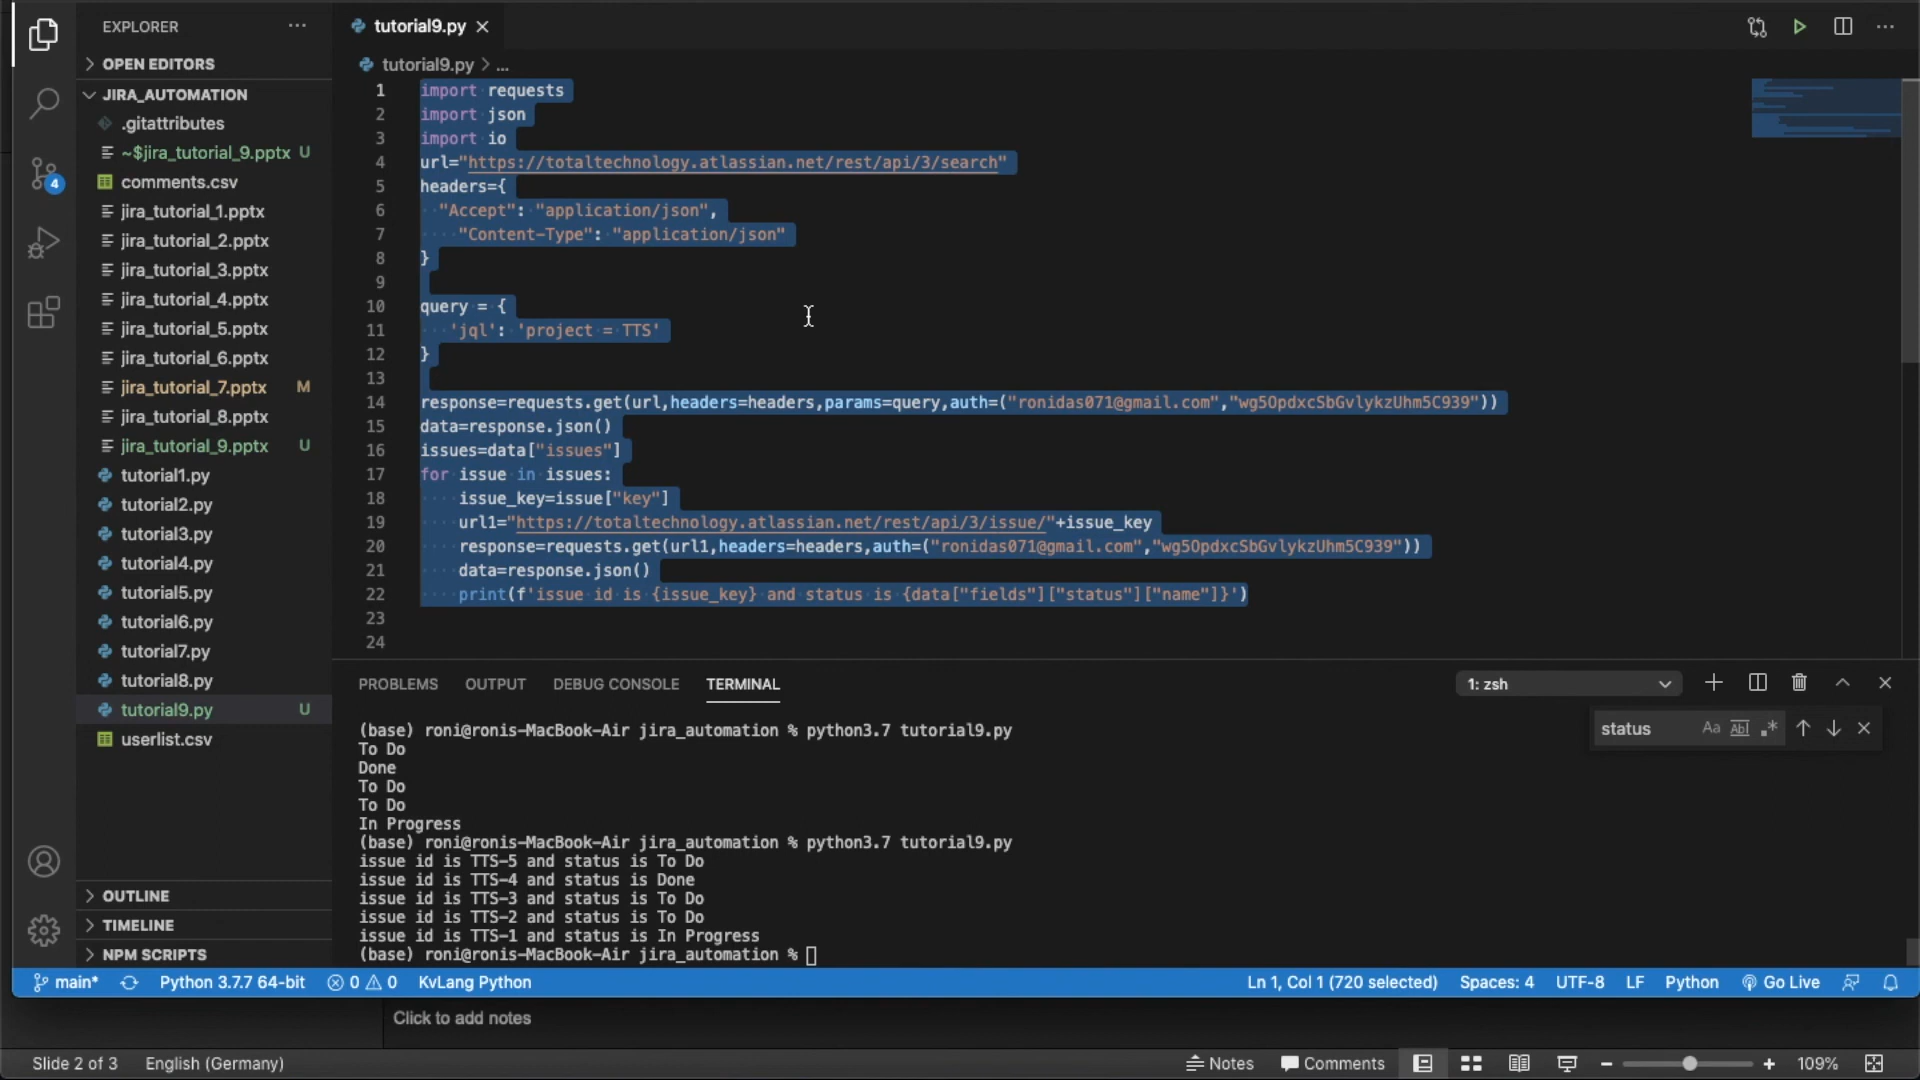 EXPLORER
OPEN EDITORS
JIRA_AUTOMATION
.gitattributes
~$jira_tutorial_9.pptx U
comments.csv
jira_tutorial_1.pptx
jira_tutorial_2.pptx
jira_tutorial_3.pptx
jira_tutorial_4.pptx
jira_tutorial_5.pptx
jira_tutorial_6.pptx
jira_tutorial_7.pptx M
jira_tutorial_8.pptx
jira_tutorial_9.pptx U
tutorial1.py
tutorial2.py
tutorial3.py
tutorial4.py
tutorial5.py
tutorial6.py
tutorial7.py
tutorial8.py
tutorial9.py U
userlist.csv
OUTLINE
TIMELINE
NPM SCRIPTS
4
tutorial9.py
tutorial9.py > ...
1 import requests
2 import json
3 import io
4 url="https://totaltechnology.atlassian.net/rest/api/3/search"
5 headers={
6 "Accept": "application/json",
7 "Content-Type": "application/json"
8 }
9
10 query = {
11 'jql': 'project = TTS'
12 }
13
14 response=requests.get(url,headers=headers,params=query,auth=("ronidas071@gmail.com","wg5OpdxcSbGvlykzUhm5C939"))
15 data=response.json()
16 issues=data["issues"]
17 for issue in issues:
18 issue_key=issue["key"]
19 url1="https://totaltechnology.atlassian.net/rest/api/3/issue/"+issue_key
20 response=requests.get(url1,headers=headers,auth=("ronidas071@gmail.com","wg5OpdxcSbGvlykzUhm5C939"))
21 data=response.json()
22 print(f'issue id is {issue_key} and status is {data["fields"]["status"]["name"]}')
23
24
PROBLEMS OUTPUT DEBUG CONSOLE TERMINAL
1: zsh
status
(base) roni@ronis-MacBook-Air jira_automation % python3.7 tutorial9.py
To Do
Done
To Do
To Do
In Progress
(base) roni@ronis-MacBook-Air jira_automation % python3.7 tutorial9.py
issue id is TTS-5 and status is To Do
issue id is TTS-4 and status is Done
issue id is TTS-3 and status is To Do
issue id is TTS-2 and status is To Do
issue id is TTS-1 and status is In Progress
(base) roni@ronis-MacBook-Air jira_automation %
main* Python 3.7.7 64-bit 0 0 KvLang Python Ln 1, Col 1 (720 selected) Spaces: 4 UTF-8 LF Python Go Live
Click to add notes
Slide 2 of 3 English (Germany) Notes Comments 109%